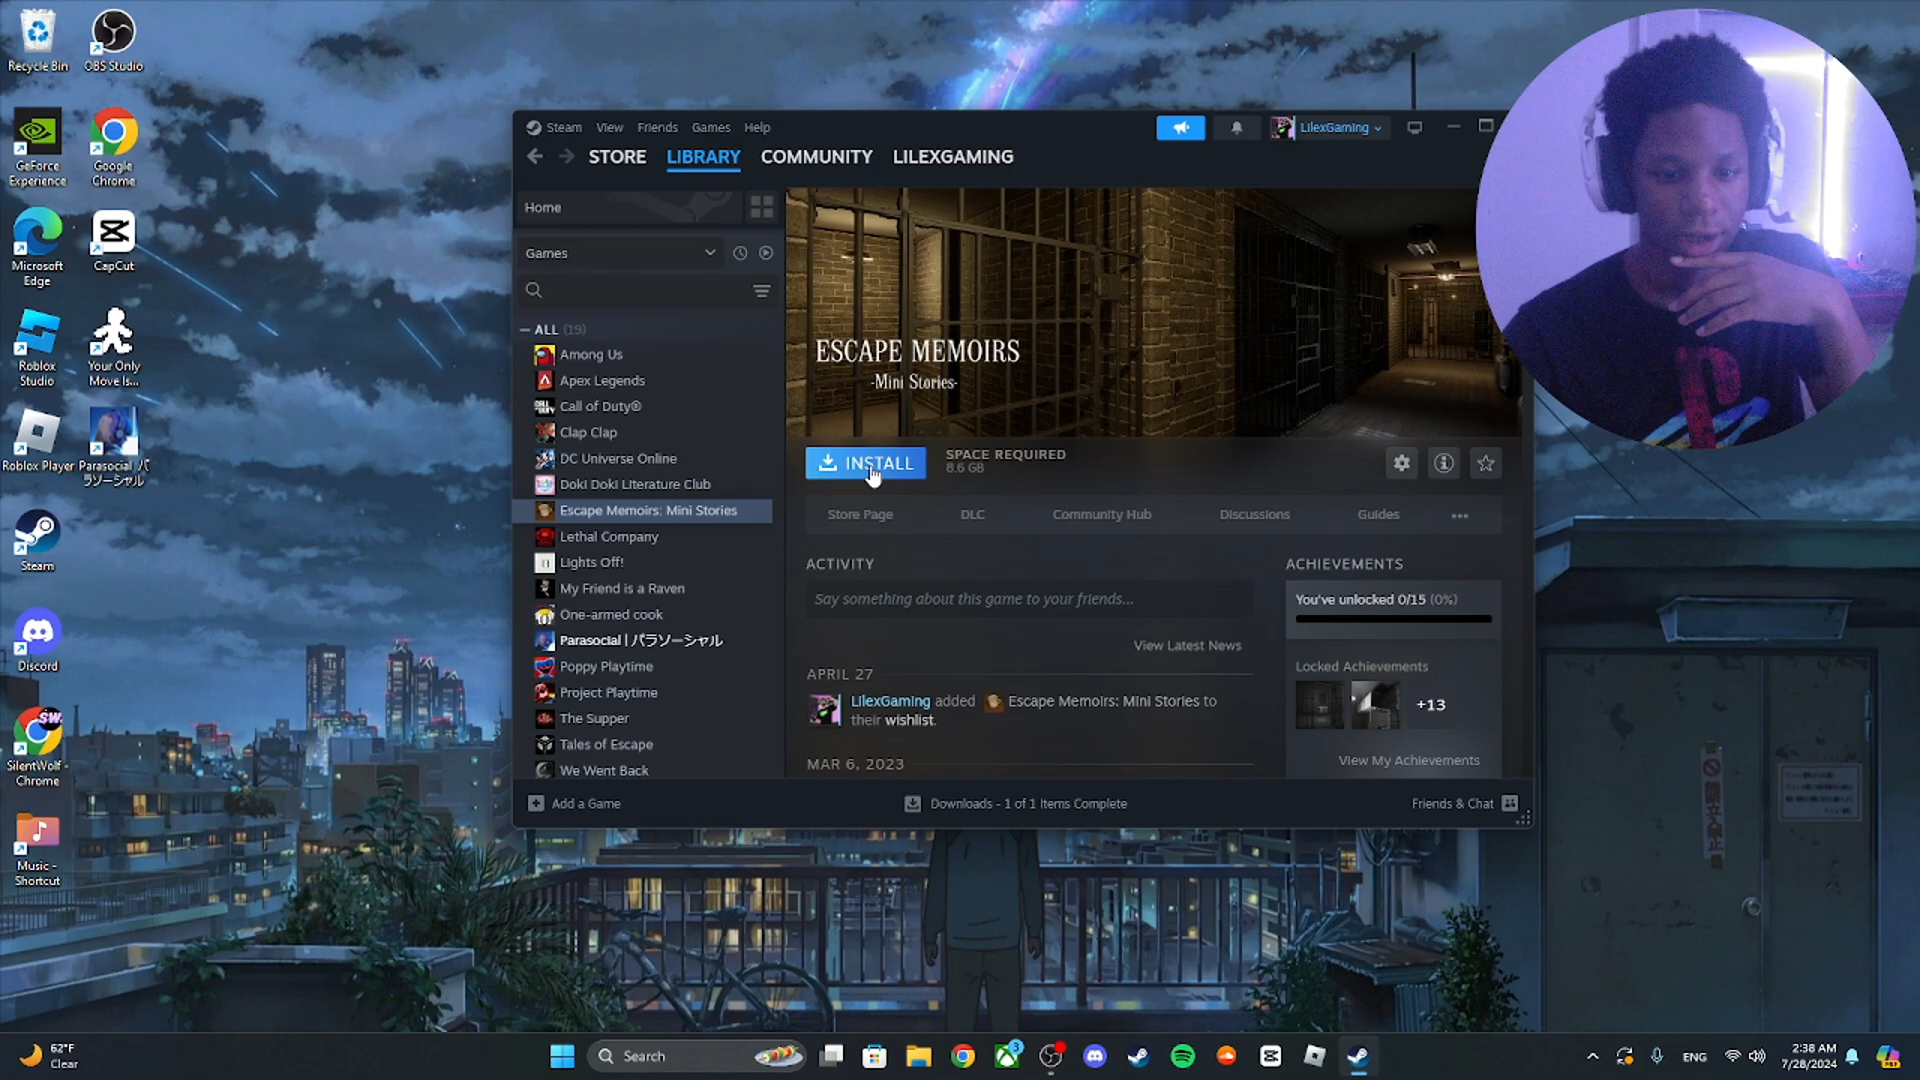 Recycle Bin
OBS Studio
GeForce
Experience
Google
Chrome
Microsoft
Edge
CapCut
Roblox
Studio
Your Only
Move Is...
Roblox Player
Parasocial パ
ラソーシャル
Steam
Discord
SW.
SilentWolf -
Chrome
Music -
Shortcut
Steam View Friends Games Help
LilexGaming
STORE LIBRARY COMMUNITY LILEXGAMING
Home
Games
ALL (19)
Among Us
Apex Legends
Call of Duty®
Clap Clap
DC Universe Online
Doki Doki Literature Club
Escape Memoirs: Mini Stories
Lethal Company
Lights Off!
My Friend is a Raven
One-armed cook
Parasocial | パラソーシャル
Poppy Playtime
Project Playtime
The Supper
Tales of Escape
We Went Back
ESCAPE MEMOIRS
-Mini Stories-
INSTALL
SPACE REQUIRED
8.6 GB
Store Page DLC Community Hub Discussions Guides
ACTIVITY
Say something about this game to your friends...
View Latest News
APRIL 27
LilexGaming added Escape Memoirs: Mini Stories to
their wishlist.
MAR 6, 2023
ACHIEVEMENTS
You've unlocked 0/15 (0%)
Locked Achievements
+13
View My Achievements
Add a Game
Downloads - 1 of 1 Items Complete
Friends & Chat
62°F
Clear
Search
3
ENG
2:38 AM
7/28/2024